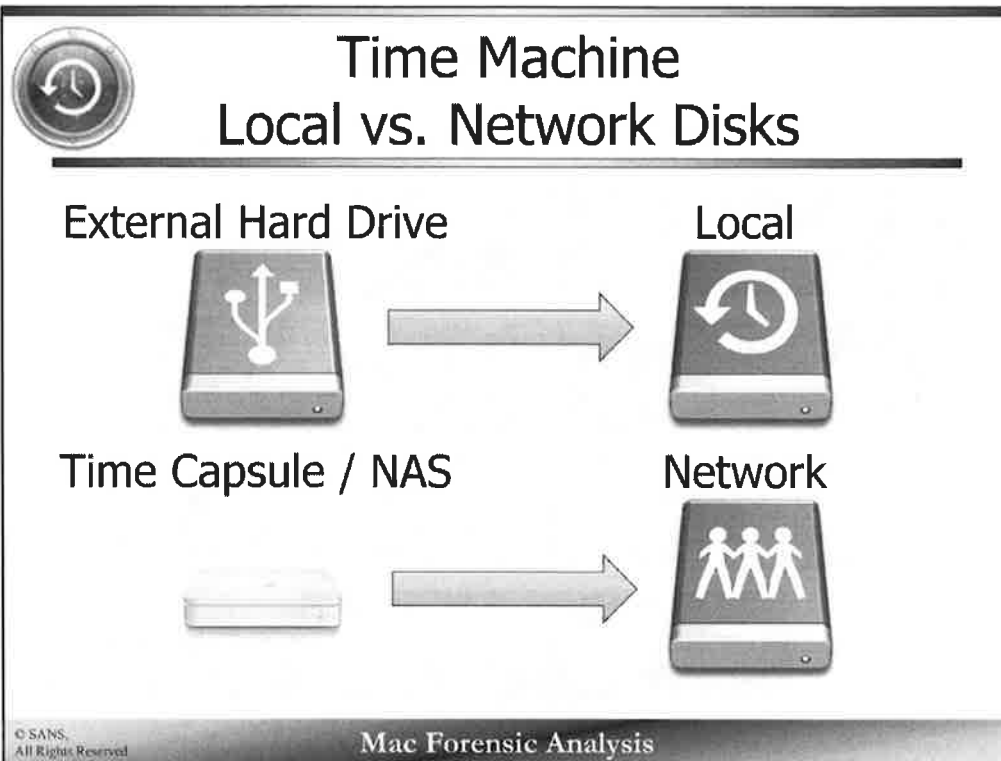 Time Machine
Local vs. Network Disks
External Hard Drive
Local
Time Capsule / NAS
Network
© SANS,
All Rights Reserved
Mac Forensic Analysis